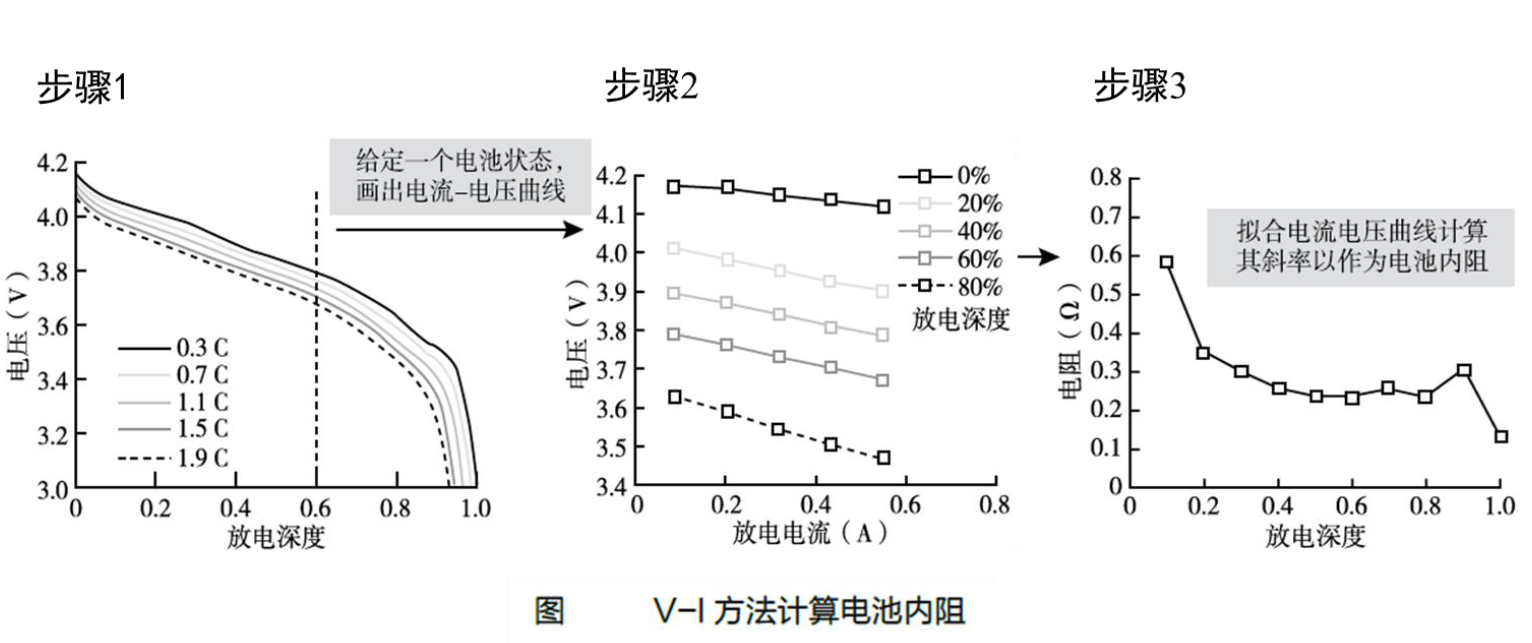 步骤1
步骤2
步骤3
给定一个电池状态，
画出电流-电压曲线
4.2
4.0
3.8
3.6
3.4
3.2
3.0
电压（V）
0.3 C
0.7 C
1.1 C
1.5 C
1.9 C
0 0.2 0.4 0.6 0.8 1.0
放电深度
4.2
4.1
4.0
3.9
3.8
3.7
3.6
3.5
3.4
电压（V）
0%
20%
40%
60%
80%
放电深度
0 0.2 0.4 0.6 0.8
放电电流（A）
拟合电流电压曲线计算
其斜率以作为电池内阻
0.8
0.7
0.6
0.5
0.4
0.3
0.2
0.1
0
电阻（Ω）
0 0.2 0.4 0.6 0.8 1.0
放电深度
图 V-I 方法计算电池内阻